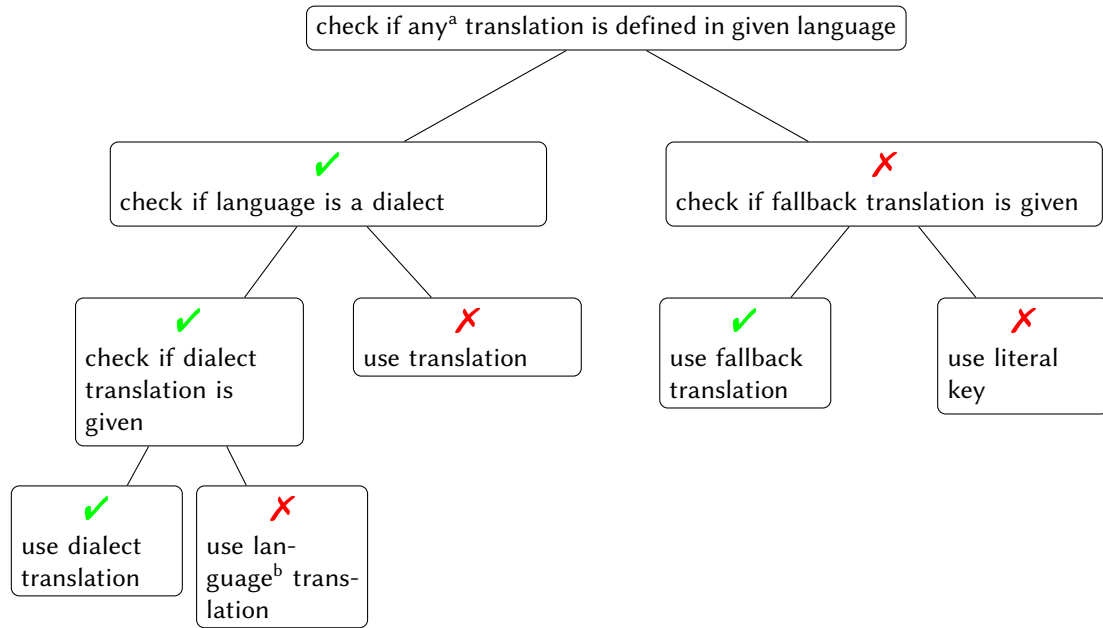 check if anyᵃ translation is defined in given language
✓
check if language is a dialect
✗
check if fallback translation is given
✓
check if dialect
translation is
given
✗
use translation
✓
use fallback
translation
✗
use literal
key
✓
use dialect
translation
✗
use lan-
guageᵇ trans-
lation